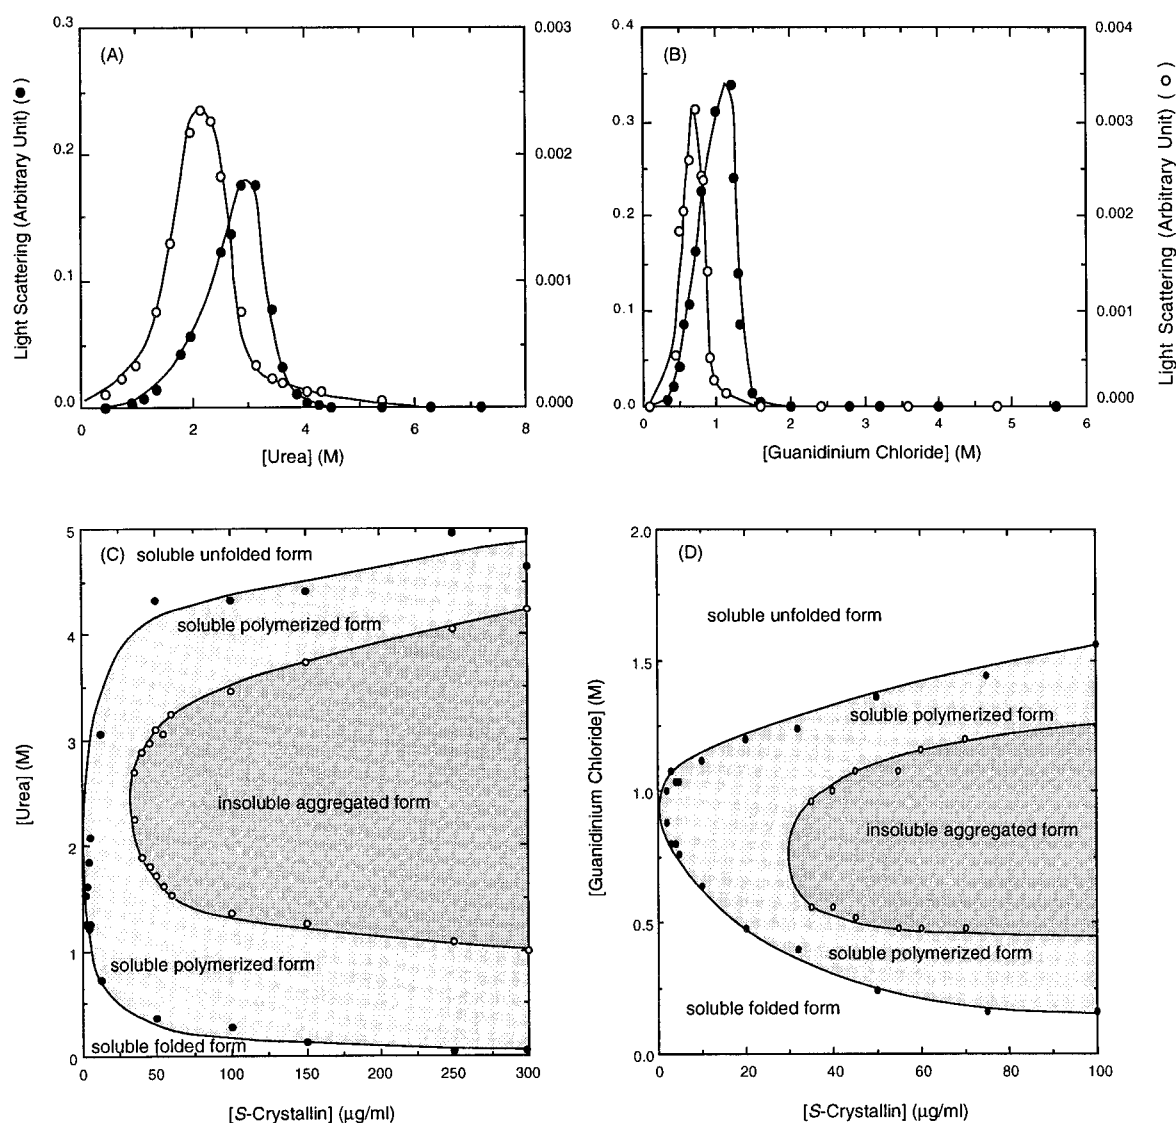 (A)
0.3
0.2
0.1
0.0
0.003
0.002
0.001
0.000
0 2 4 6 8
Light Scattering (Arbitrary Unit) (●)
[Urea] (M)
(B)
0.4
0.3
0.2
0.1
0.0
0.004
0.003
0.002
0.001
0.000
0 1 2 3 4 5 6
Light Scattering (Arbitrary Unit) (○)
[Guanidinium Chloride] (M)
(C) soluble unfolded form
soluble polymerized form
insoluble aggregated form
soluble polymerized form
soluble folded form
5
4
3
2
1
0
0 50 100 150 200 250 300
[Urea] (M)
[S-Crystallin] (μg/ml)
(D)
soluble unfolded form
soluble polymerized form
insoluble aggregated form
soluble polymerized form
soluble folded form
2.0
1.5
1.0
0.5
0.0
0 20 40 60 80 100
[Guanidinium Chloride] (M)
[S-Crystallin] (μg/ml)